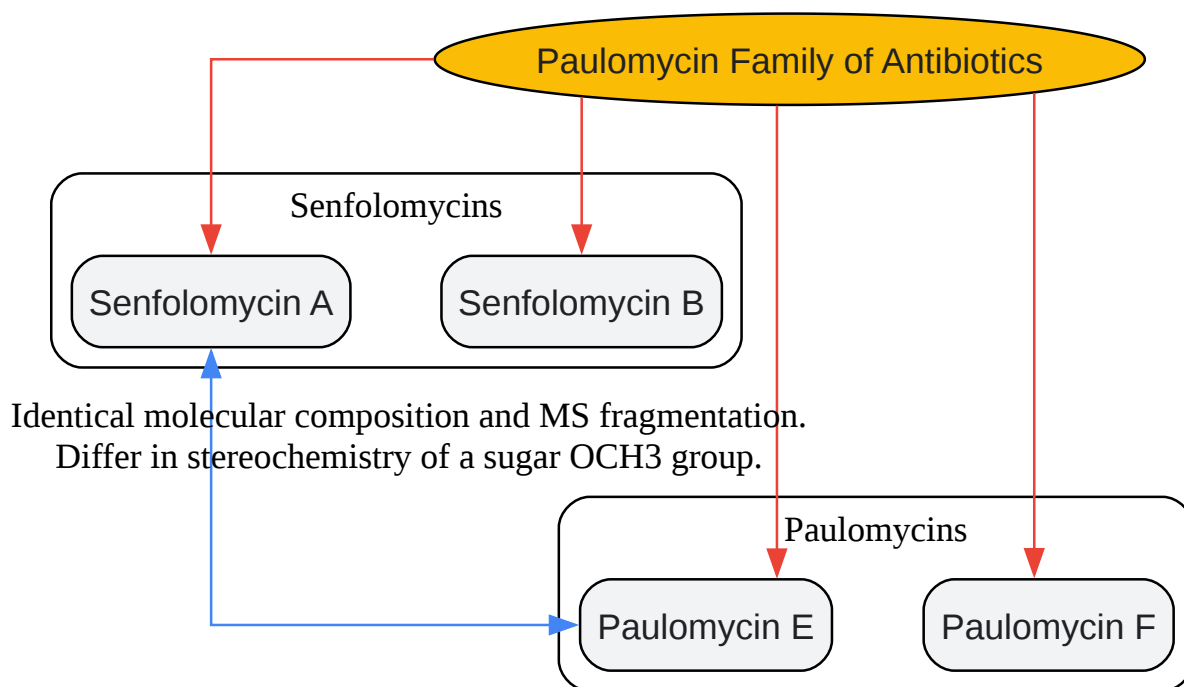 Paulomycin Family of Antibiotics
Senfolomycins
Senfolomycin A
Senfolomycin B
Identical molecular composition and MS fragmentation.
Differ in stereochemistry of a sugar OCH3 group.
Paulomycins
Paulomycin E
Paulomycin F